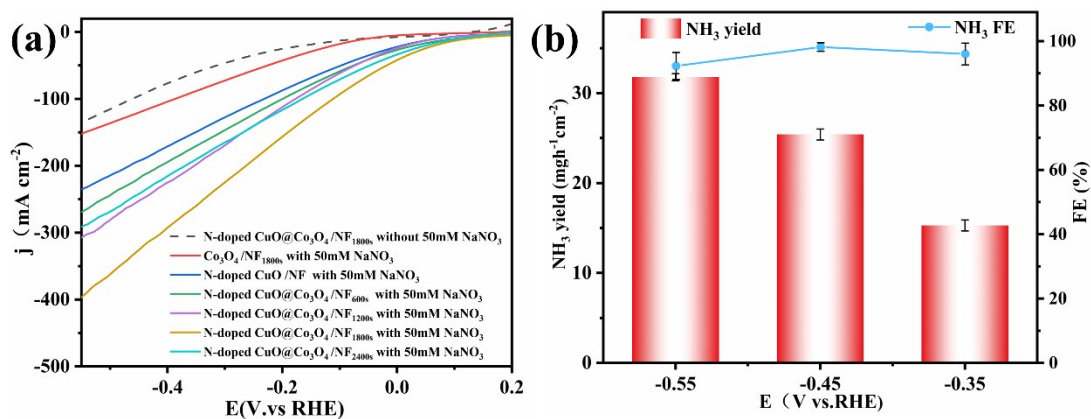 (a)
0
-100
-200
-300
-400
-500
j (mA cm⁻²)
N-doped CuO@Co₃O₄ /NF₁₈₀₀ₛ without 50mM NaNO₃
Co₃O₄ /NF₁₈₀₀ₛ with 50mM NaNO₃
N-doped CuO /NF with 50mM NaNO₃
N-doped CuO@Co₃O₄ /NF₆₀₀ₛ with 50mM NaNO₃
N-doped CuO@Co₃O₄ /NF₁₂₀₀ₛ with 50mM NaNO₃
N-doped CuO@Co₃O₄ /NF₁₈₀₀ₛ with 50mM NaNO₃
N-doped CuO@Co₃O₄ /NF₂₄₀₀ₛ with 50mM NaNO₃
-0.4 -0.2 0.0 0.2
E(V.vs RHE)
(b)
NH₃ yield NH₃ FE
30
20
10
0
NH₃ yield (mgh⁻¹cm⁻²)
100
80
60
40
20
0
FE (%)
-0.55 -0.45 -0.35
E (V vs.RHE)